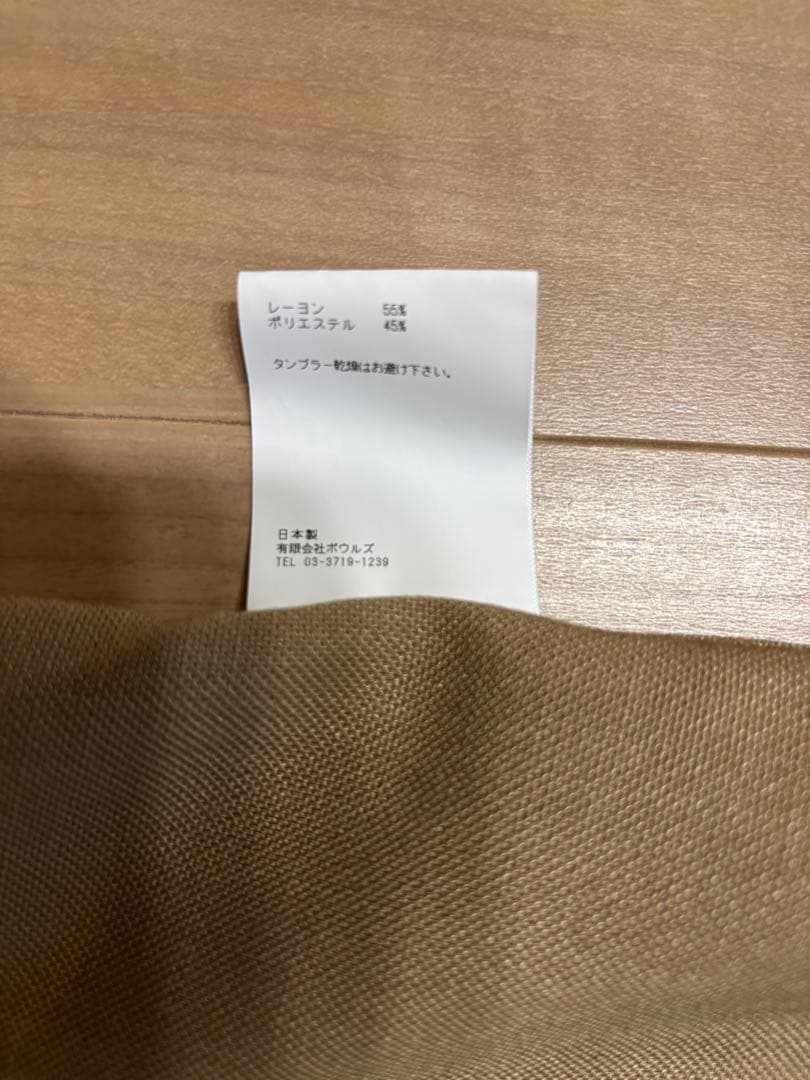 レーヨン 55%
ポリエステル 45%
タンブラー乾燥はお避け下さい。
日本製
有限会社ボウルズ
TEL 03-3719-1239